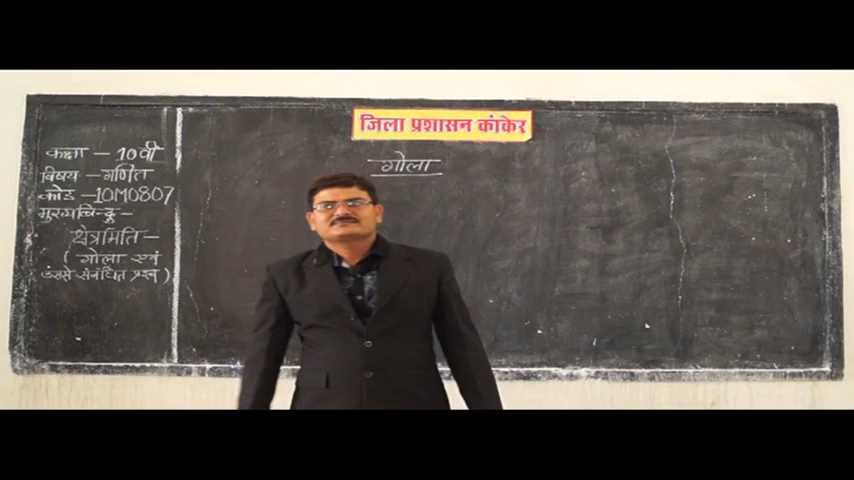 जिला प्रशासन कांकेर
गोला
कक्षा – 10वी
विषय – गणित
कोड – 10M0807
मुख्यबिन्दु –
क्षेत्रमिति –
( गोला एवं
उससे संबंधित प्रश्न )